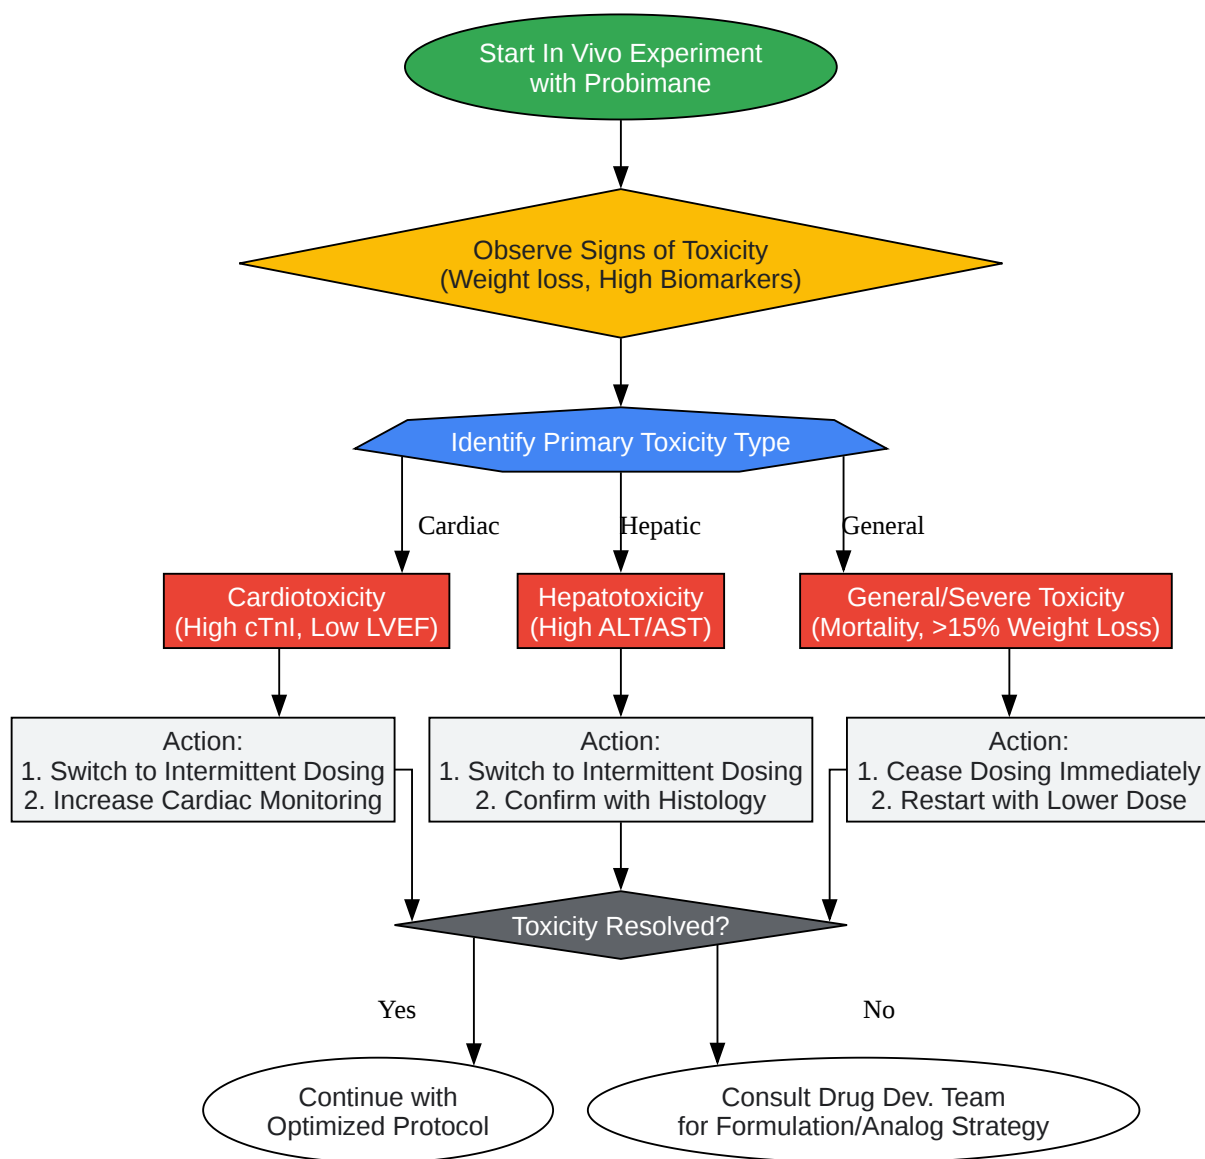 Start In Vivo Experiment
with Probimane
Observe Signs of Toxicity
(Weight loss, High Biomarkers)
Identify Primary Toxicity Type
Cardiac
Hepatic
General
Cardiotoxicity
(High cTnI, Low LVEF)
Hepatotoxicity
(High ALT/AST)
General/Severe Toxicity
(Mortality, >15% Weight Loss)
Action:
1. Switch to Intermittent Dosing
2. Increase Cardiac Monitoring
Action:
1. Switch to Intermittent Dosing
2. Confirm with Histology
Action:
1. Cease Dosing Immediately
2. Restart with Lower Dose
Toxicity Resolved?
Yes
No
Continue with
Optimized Protocol
Consult Drug Dev. Team
for Formulation/Analog Strategy